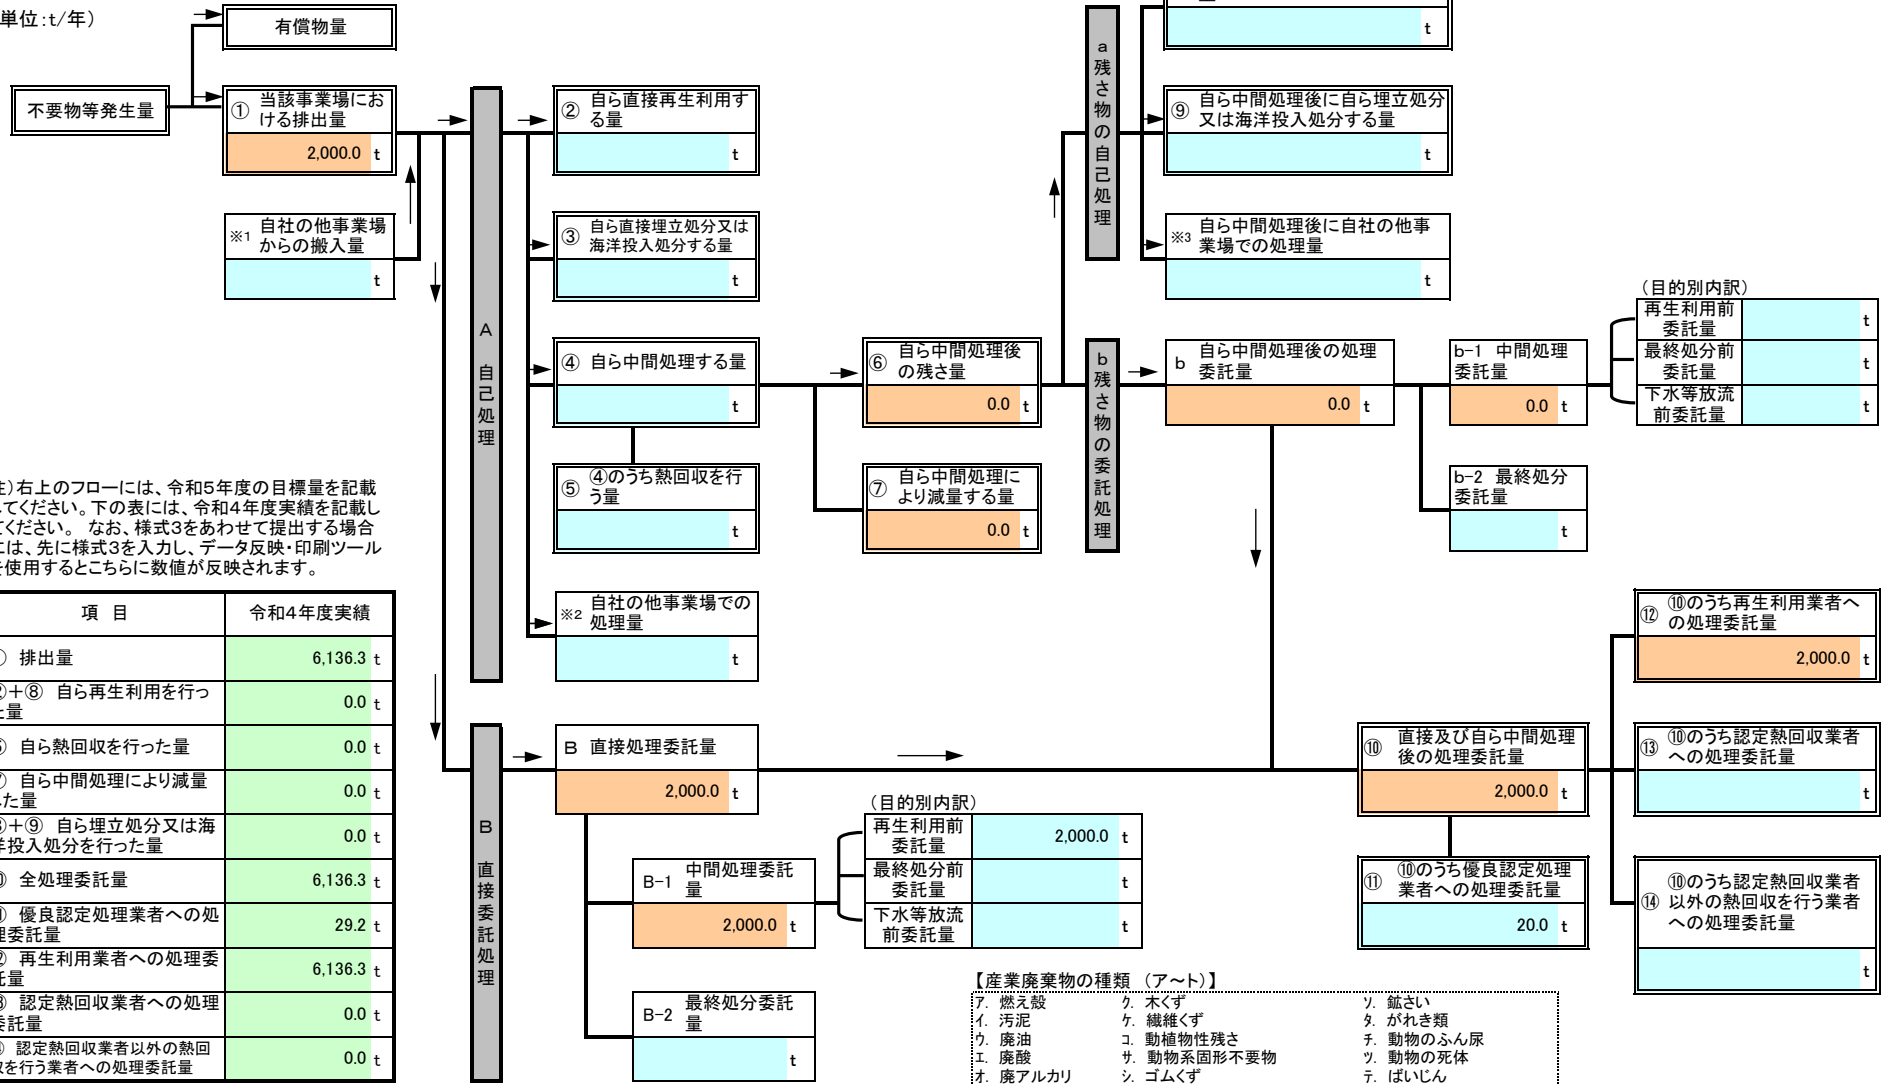 単位:t/年)
有償物量
t
不要物等発生量
① 当該事業場にお
ける排出量
2,000.0 t
※1 自社の他事業場
からの搬入量
t
A 自己処理
② 自ら直接再生利用す
る量
t
③ 自ら直接埋立処分又は
海洋投入処分する量
t
④ 自ら中間処理する量
t
⑤ ④のうち熱回収を行
う量
t
※2 自社の他事業場での
処理量
t
⑥ 自ら中間処理後
の残さ量
0.0 t
⑦ 自ら中間処理に
より減量する量
0.0 t
a 残さ物の自己処理
⑨ 自ら中間処理後に自ら埋立処分
又は海洋投入処分する量
t
※3 自ら中間処理後に自社の他事
業場での処理量
t
b 残さ物の委託処理
b 自ら中間処理後の処理
委託量
0.0 t
b-1 中間処理
委託量
0.0 t
(目的別内訳)
再生利用前
委託量
t
最終処分前
委託量
t
下水等放流
前委託量
t
b-2 最終処分
委託量
t
)右上のフローには、令和5年度の目標量を記載
してください。下の表には、令和4年度実績を記載し
てください。 なお、様式3をあわせて提出する場合
には、先に様式3を入力し、データ反映・印刷ツール
を使用するとこちらに数値が反映されます。
項 目 令和4年度実績
排出量 6,136.3 t
+⑧ 自ら再生利用を行っ
た量 0.0 t
自ら熱回収を行った量 0.0 t
自ら中間処理により減量
した量 0.0 t
+⑨ 自ら埋立処分又は海
洋投入処分を行った量 0.0 t
全処理委託量 6,136.3 t
優良認定処理業者への処
理委託量 29.2 t
再生利用業者への処理委
託量 6,136.3 t
認定熱回収業者への処理
委託量 0.0 t
認定熱回収業者以外の熱回
収を行う業者への処理委託量 0.0 t
B 直接委託処理
B 直接処理委託量
2,000.0 t
B-1 中間処理委託
量
2,000.0 t
(目的別内訳)
再生利用前
委託量
2,000.0 t
最終処分前
委託量
t
下水等放流
前委託量
t
B-2 最終処分委託
量
t
⑩ 直接及び自ら中間処理
後の処理委託量
2,000.0 t
⑪ ⑩のうち優良認定処理
業者への処理委託量
20.0 t
⑫ ⑩のうち再生利用業者へ
の処理委託量
2,000.0 t
⑬ ⑩のうち認定熱回収業者
への処理委託量
t
⑭ ⑩のうち認定熱回収業者
以外の熱回収を行う業者
への処理委託量
t
【産業廃棄物の種類 (ア~ト)】
ア. 燃え殻 ク. 木くず ソ. 鉱さい
イ. 汚泥 ケ. 繊維くず タ. がれき類
ウ. 廃油 コ. 動植物性残さ チ. 動物のふん尿
エ. 廃酸 サ. 動物系固形不要物 ツ. 動物の死体
オ. 廃アルカリ シ. ゴムくず テ. ばいじん